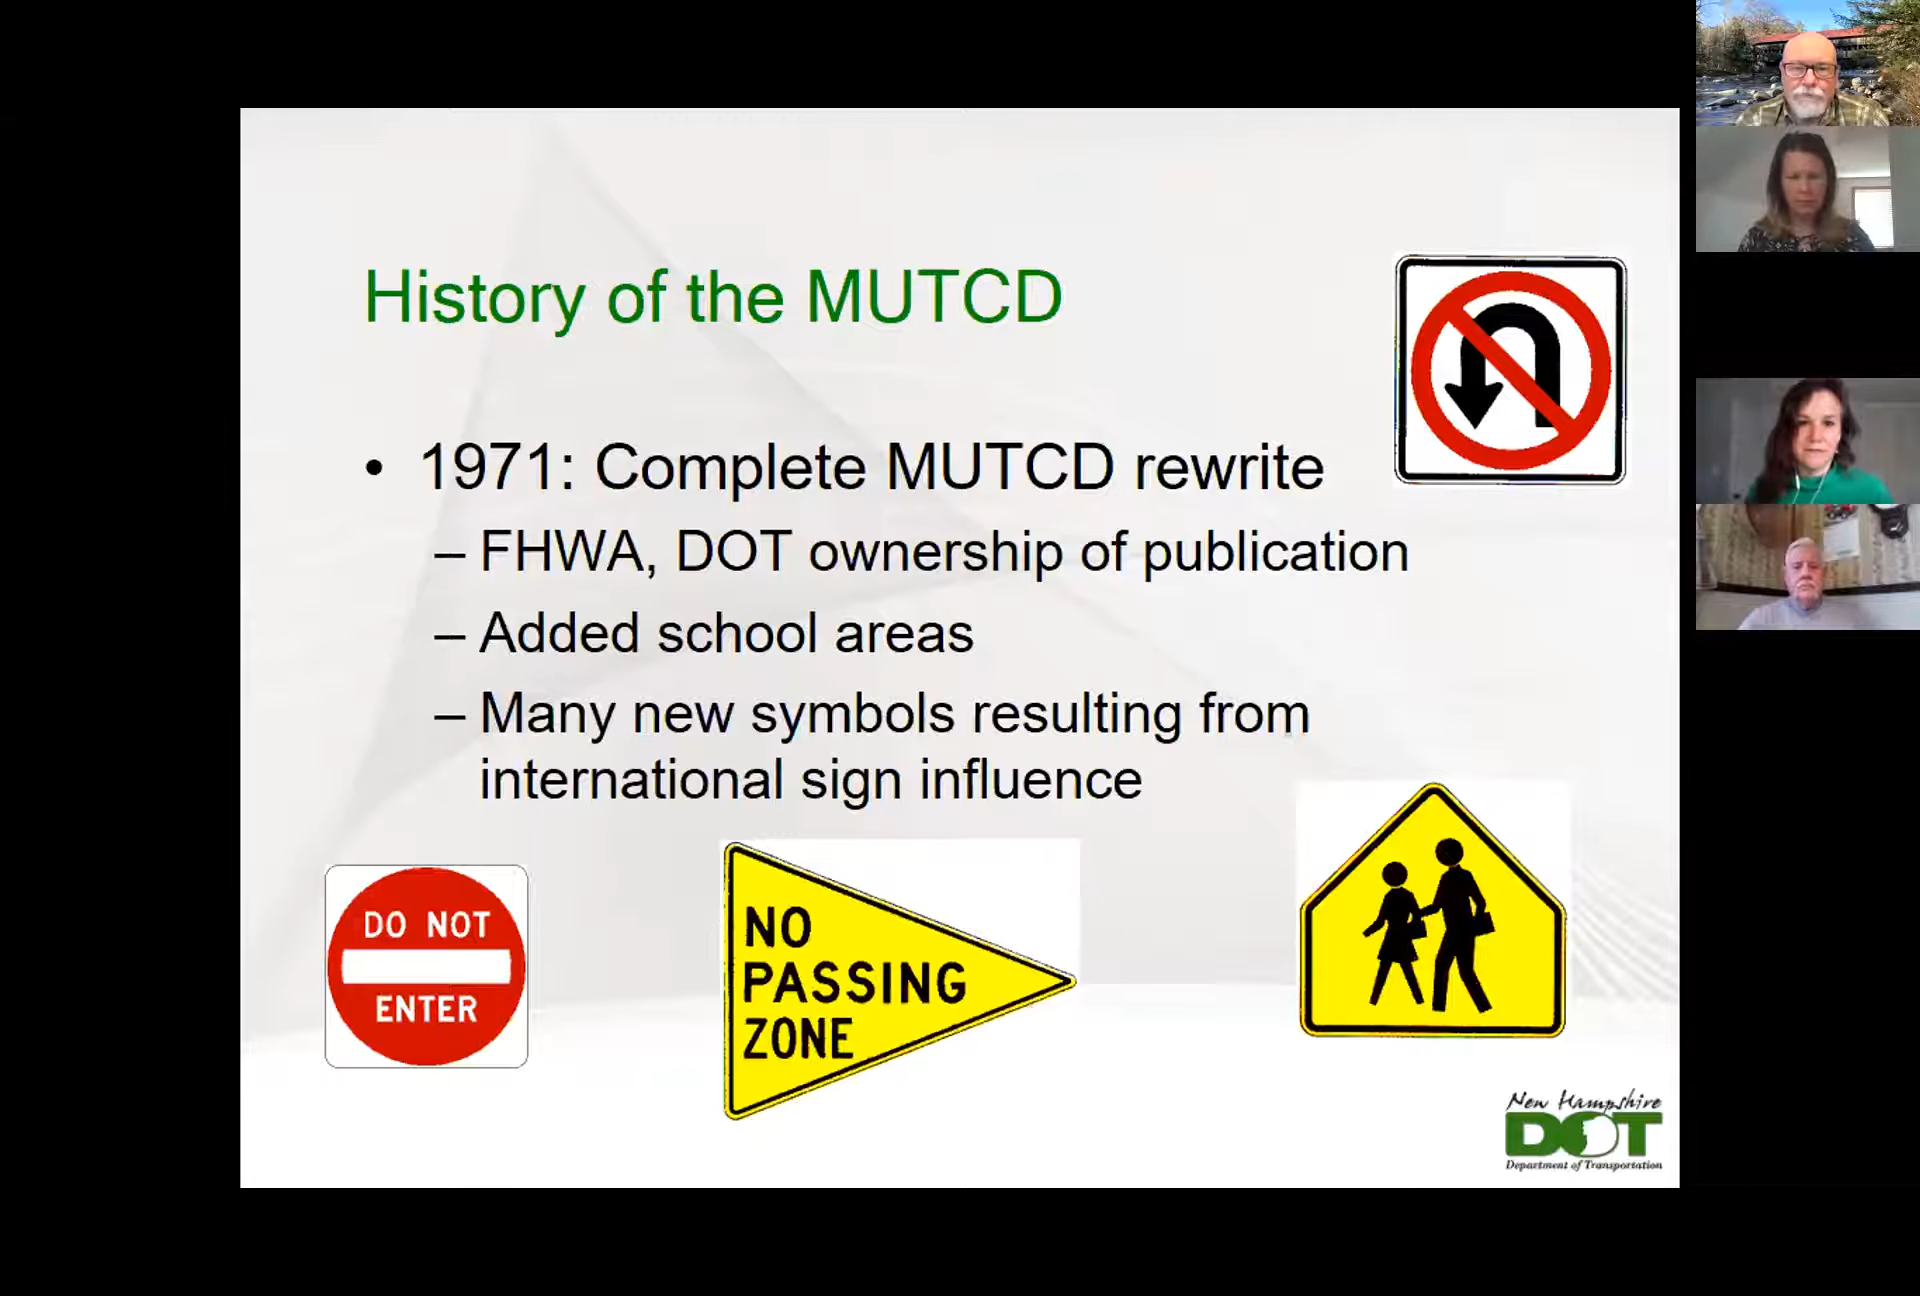 History of the MUTCD
• 1971: Complete MUTCD rewrite
– FHWA, DOT ownership of publication
– Added school areas
– Many new symbols resulting from
international sign influence
DO NOT
ENTER
NO
PASSING
ZONE
New Hampshire
DOT
Department of Transportation